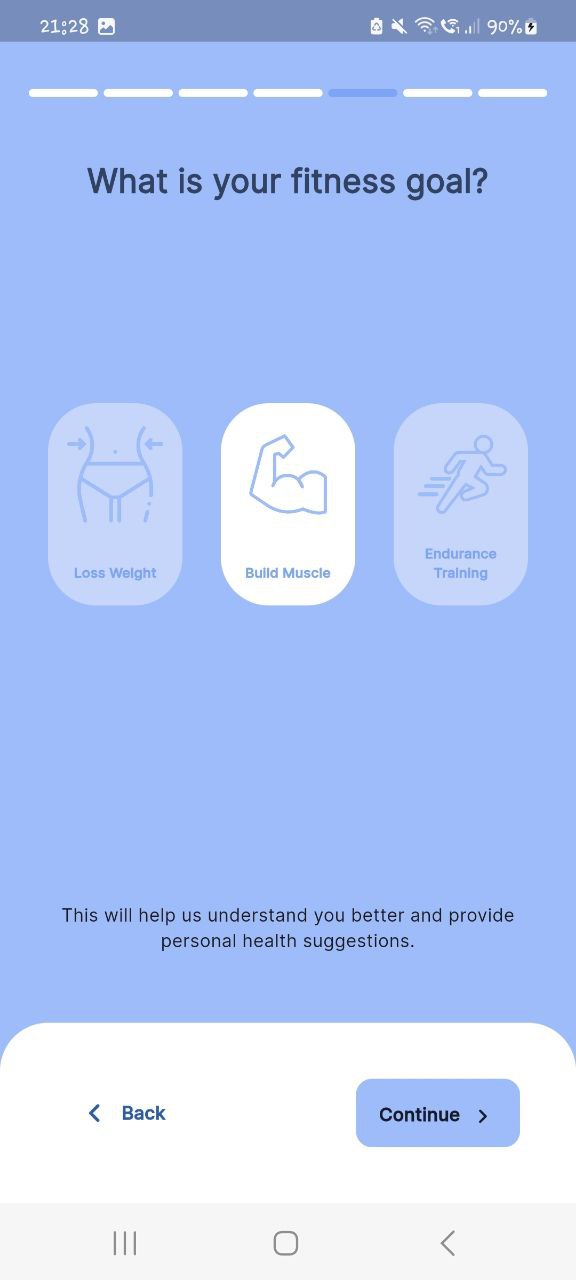 21:28 90%
What is your fitness goal?
Loss Weight
Build Muscle
Endurance
Training
This will help us understand you better and provide
personal health suggestions.
Back
Continue